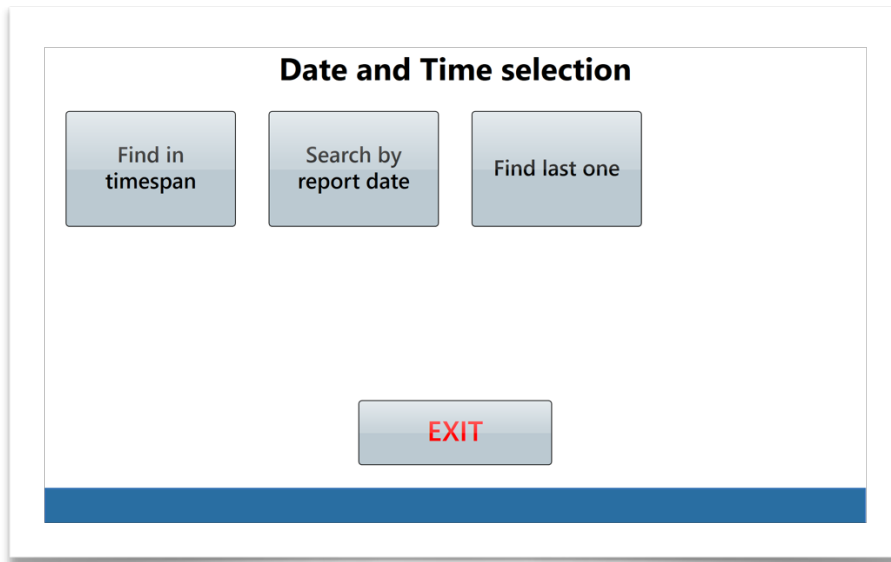 Date and Time selection
Find in
timespan
Search by
report date
Find last one
EXIT